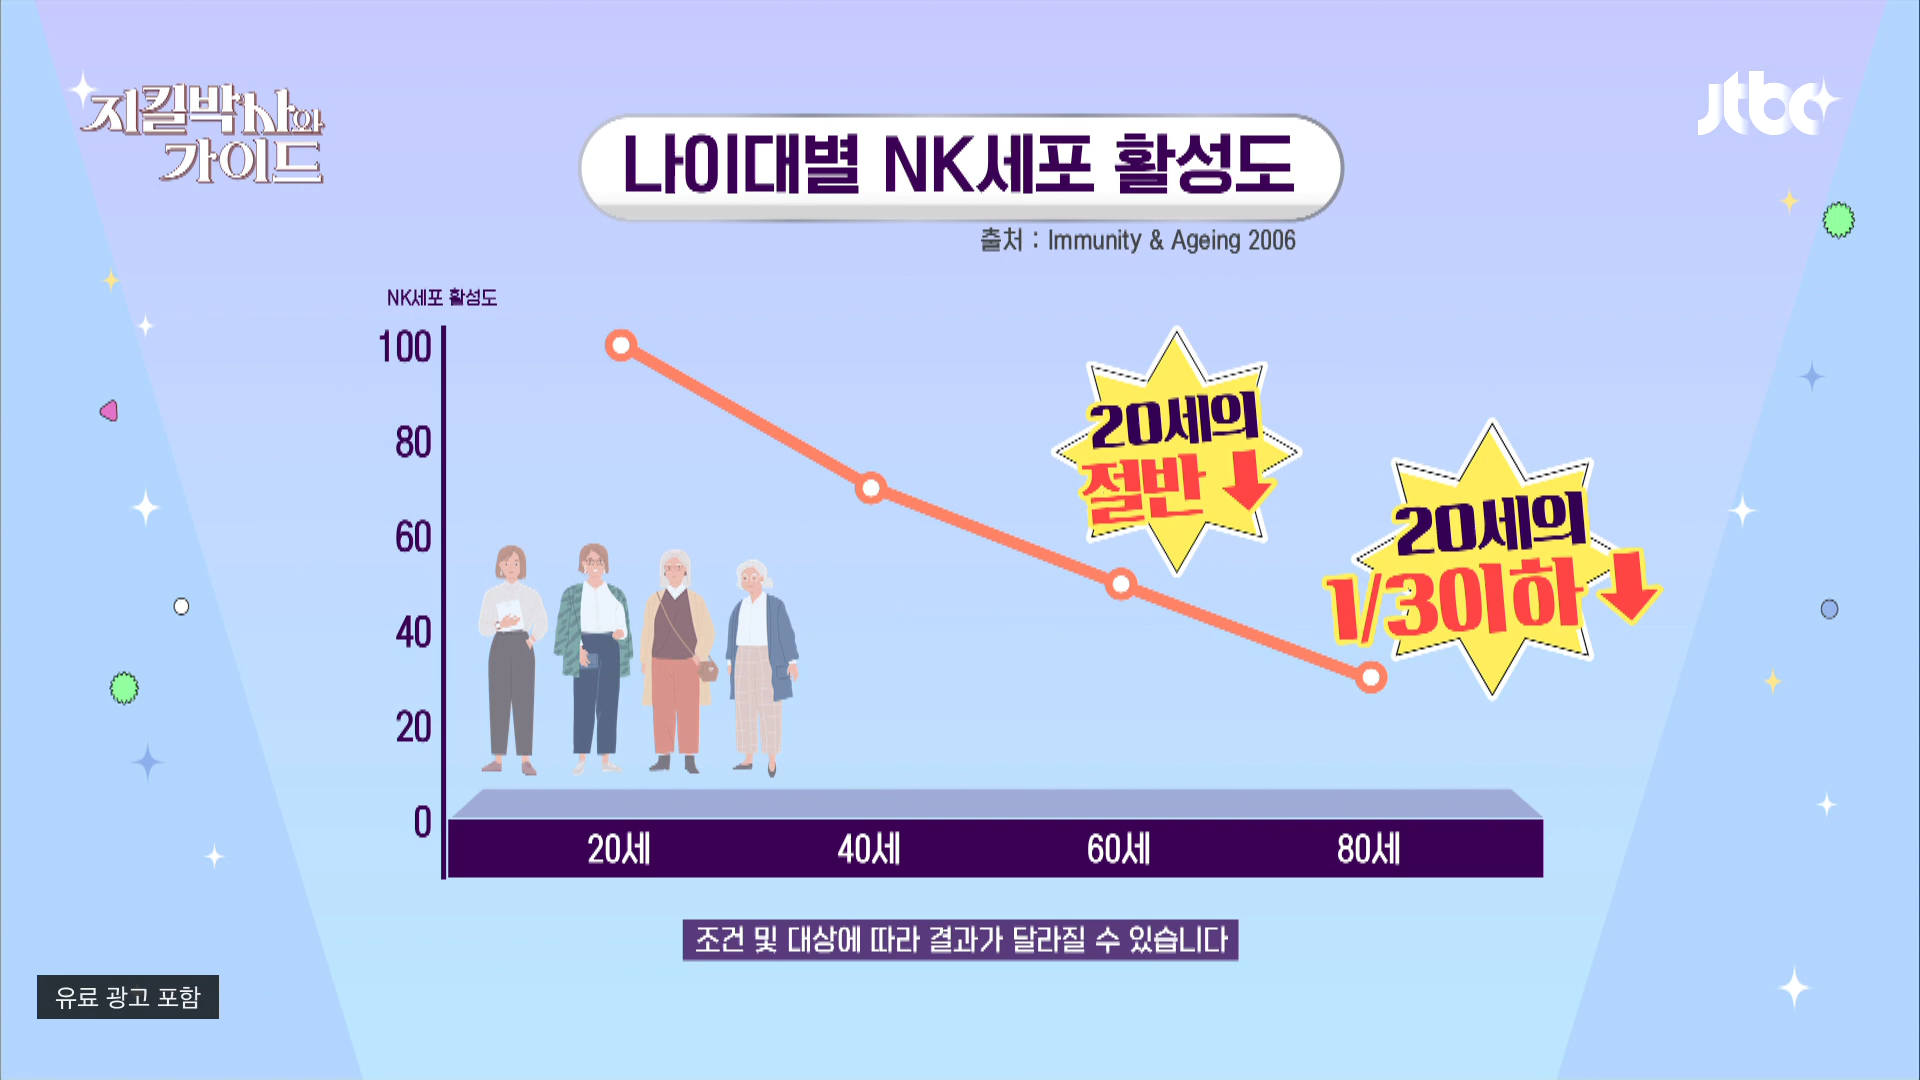 지킬박사와
가이드
jtbc
나이대별 NK세포 활성도
출처 : Immunity & Ageing 2006
NK세포 활성도
100
80
60
40
20
0
20세의
절반
20세의
1/3이하
20세 40세 60세 80세
조건 및 대상에 따라 결과가 달라질 수 있습니다
유료 광고 포함